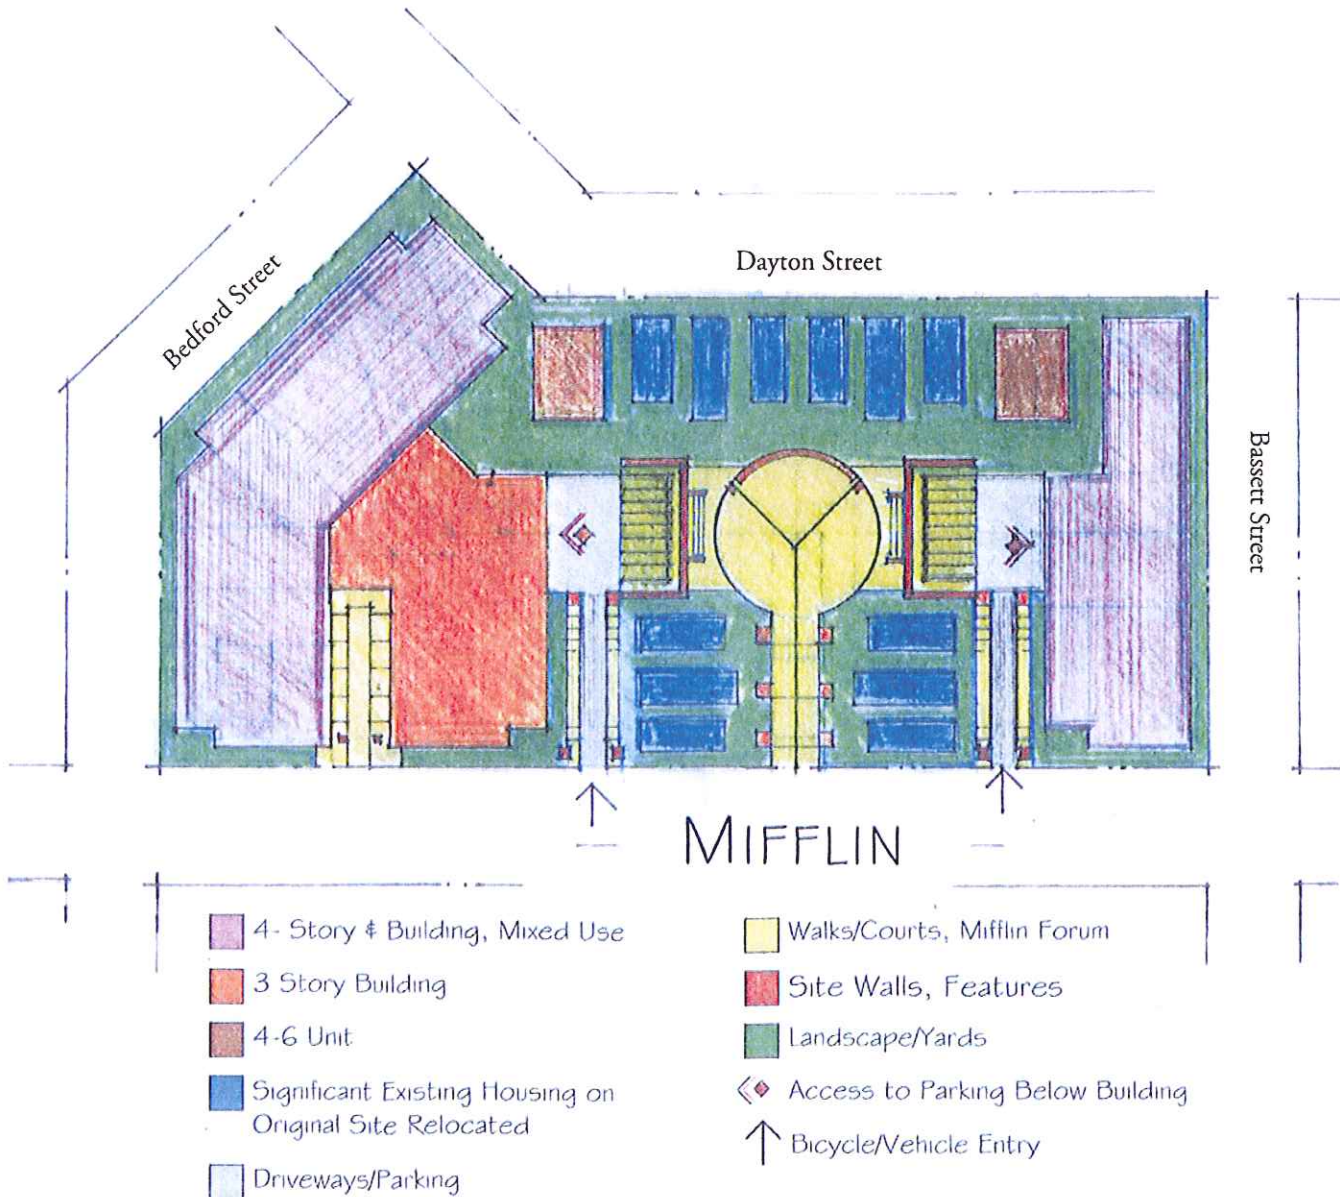 Dayton Street
Bedford Street
Bassett Street
MIFFLIN
4- Story & Building, Mixed Use
3 Story Building
4-6 Unit
Significant Existing Housing on
Original Site Relocated
Driveways/Parking
Walks/Courts, Mifflin Forum
Site Walls, Features
Landscape/Yards
Access to Parking Below Building
Bicycle/Vehicle Entry